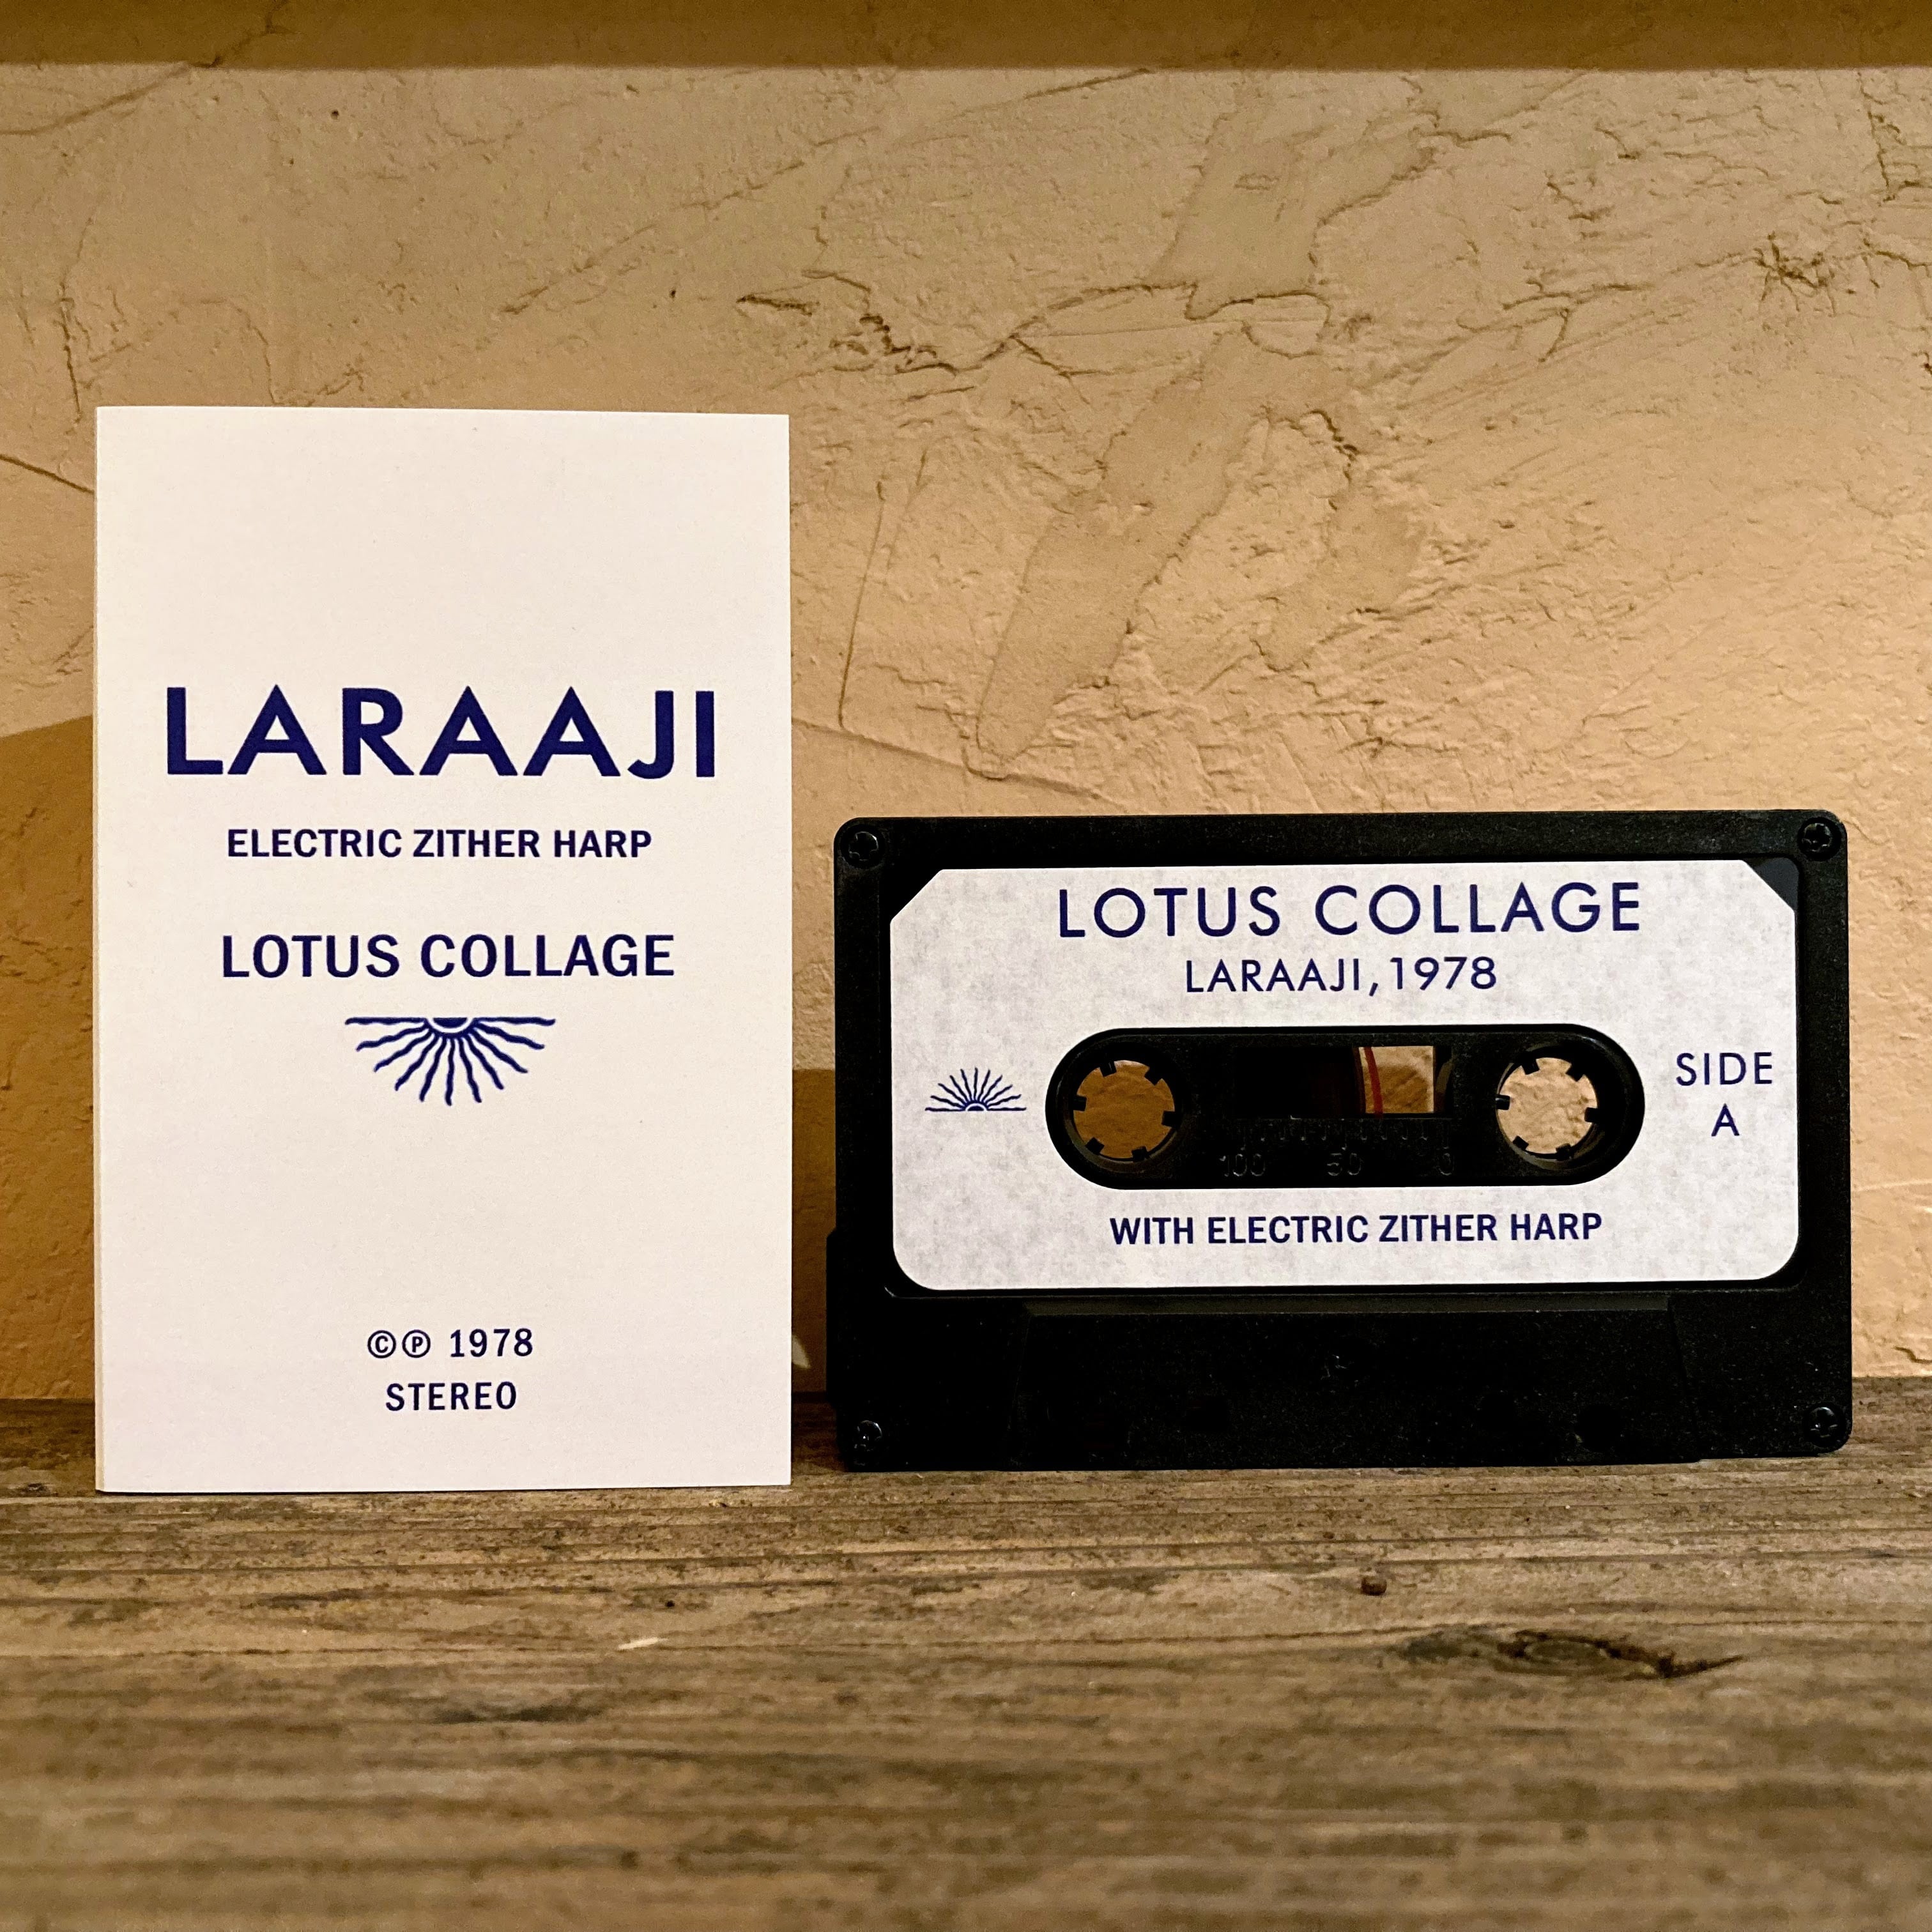 LARAAJI
ELECTRIC ZITHER HARP
LOTUS COLLAGE
©℗ 1978
STEREO
LOTUS COLLAGE
LARAAJI, 1978
SIDE
A
100 50 0
WITH ELECTRIC ZITHER HARP